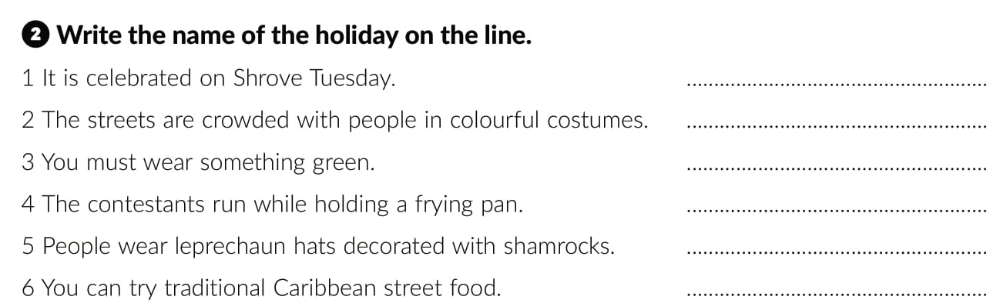 2 Write the name of the holiday on the line.
1 It is celebrated on Shrove Tuesday. ......................................................
2 The streets are crowded with people in colourful costumes. ......................................................
3 You must wear something green. ......................................................
4 The contestants run while holding a frying pan. ......................................................
5 People wear leprechaun hats decorated with shamrocks. ......................................................
6 You can try traditional Caribbean street food. ......................................................